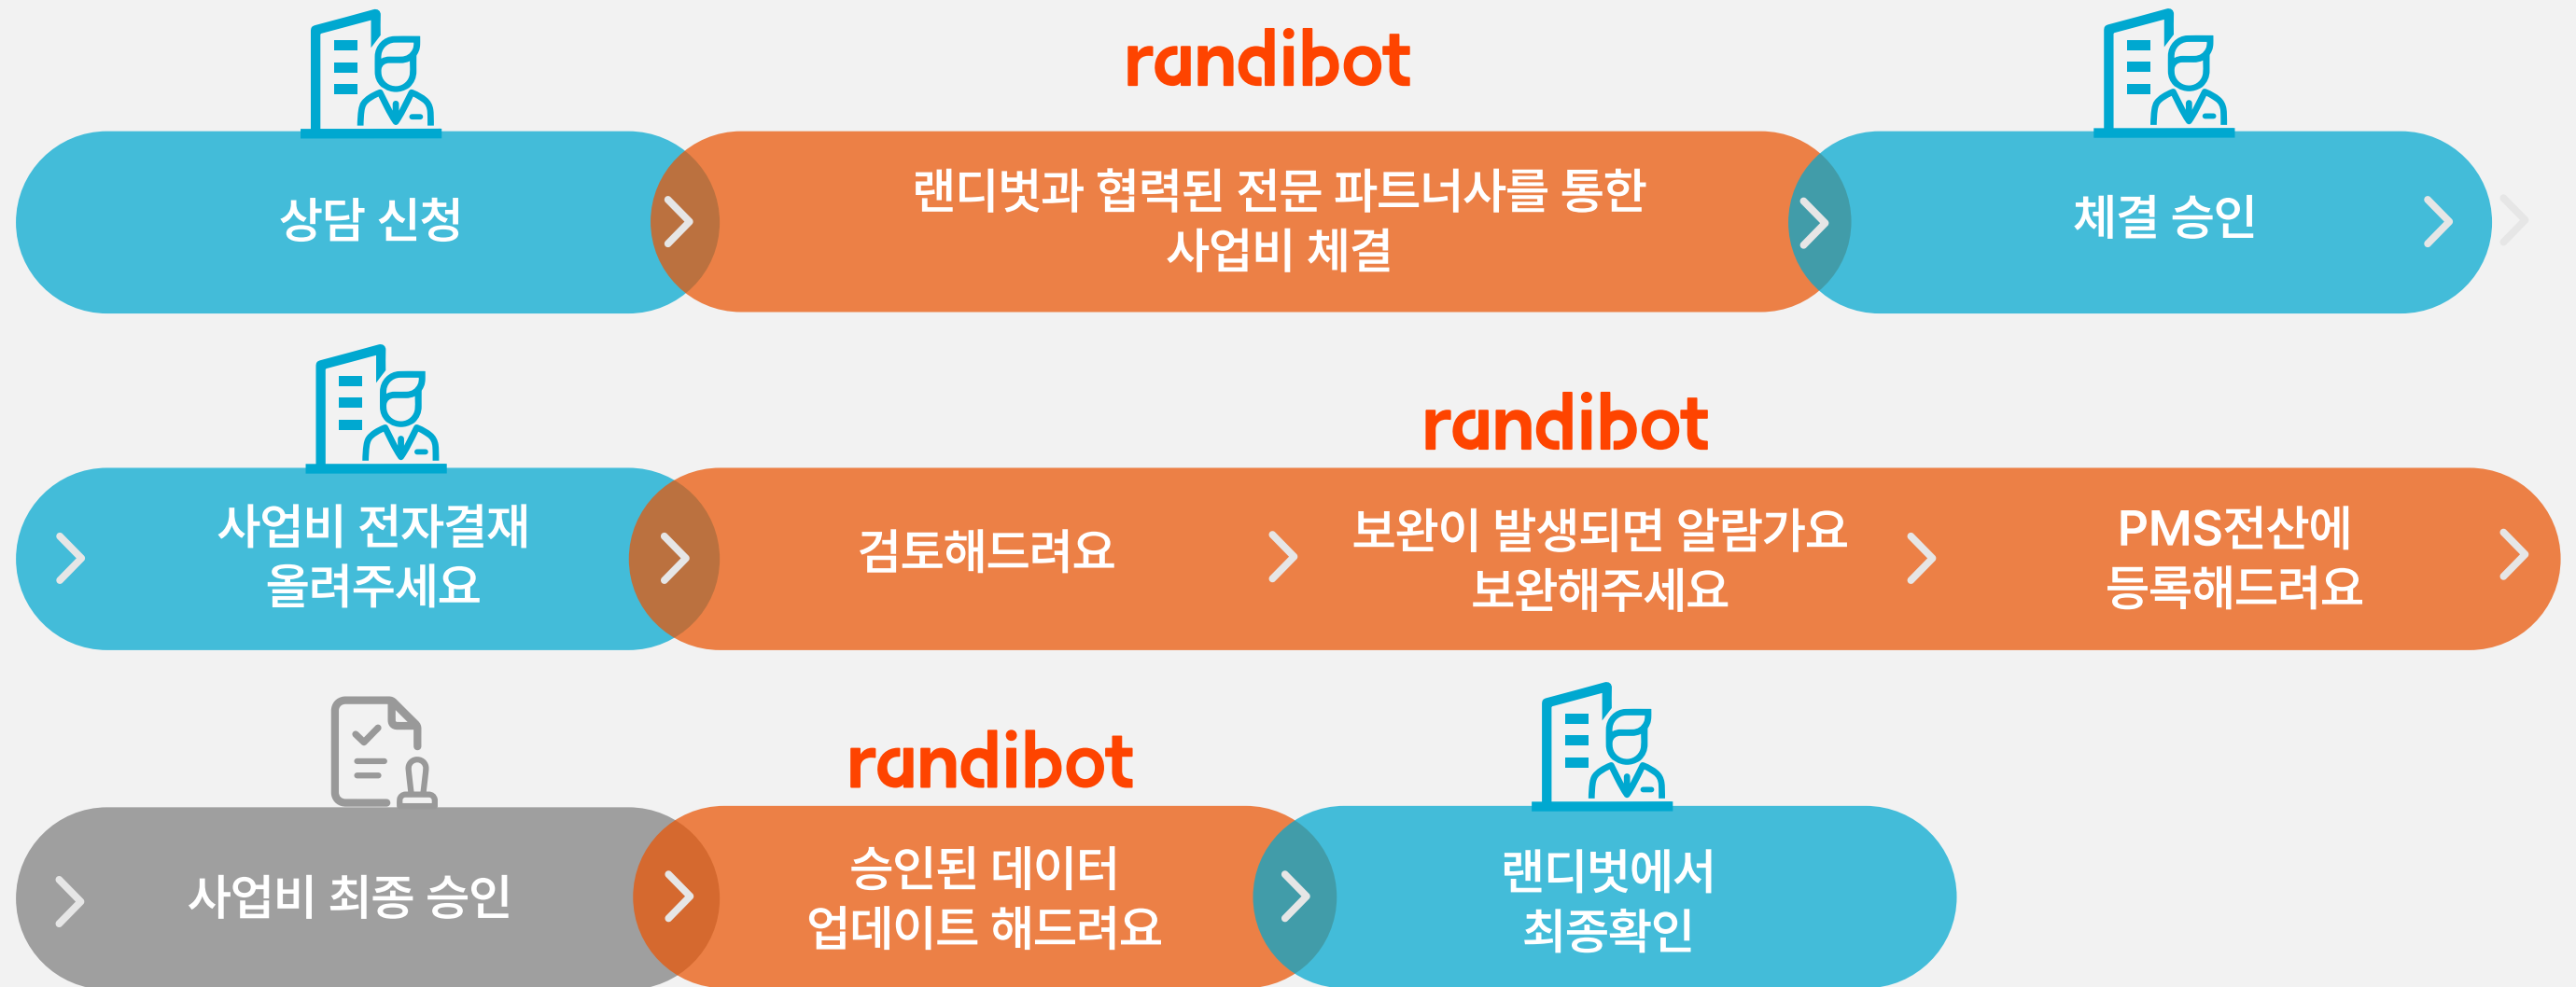 randibot
상담 신청
랜디벗과 협력된 전문 파트너사를 통한
사업비 체결
체결 승인
randibot
사업비 전자결재
올려주세요
검토해드려요
보완이 발생되면 알람가요
보완해주세요
PMS전산에
등록해드려요
randibot
사업비 최종 승인
승인된 데이터
업데이트 해드려요
랜디벗에서
최종확인